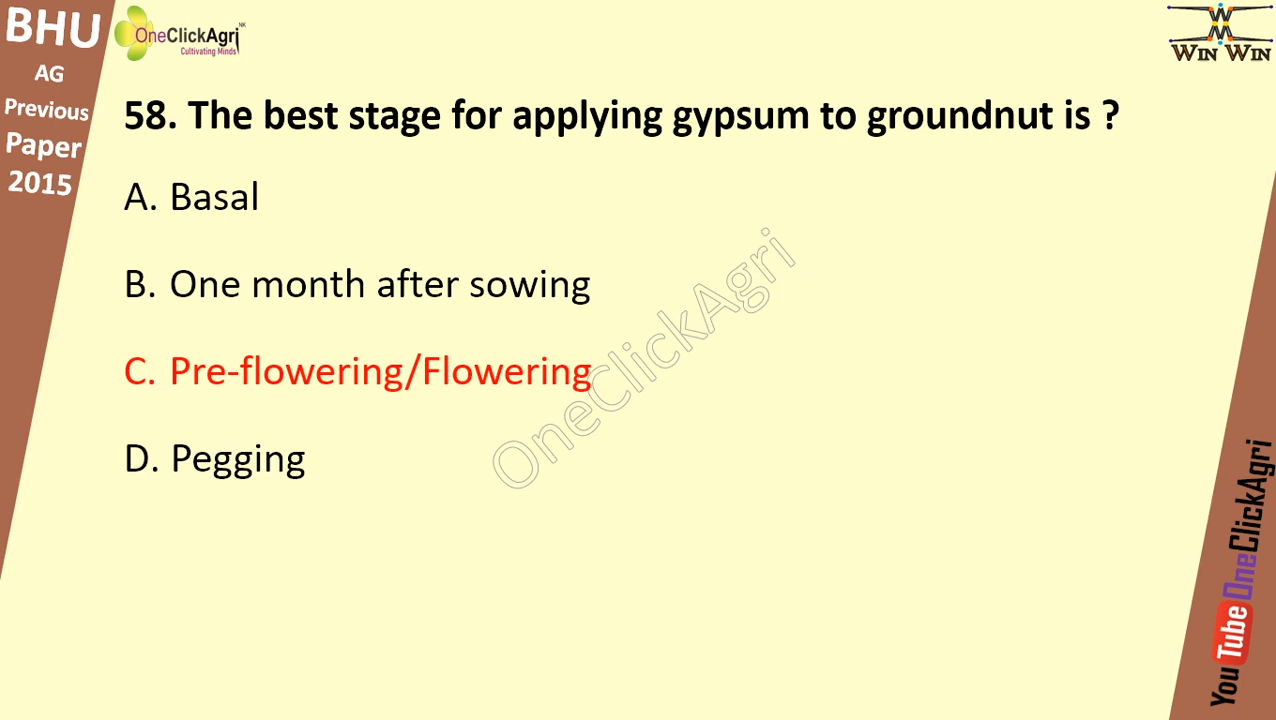 BHU
AG
Previous
Paper
2015
OneClickAgri NK
Cultivating Minds
WIN WIN
58. The best stage for applying gypsum to groundnut is ?
A. Basal
B. One month after sowing
C. Pre-flowering/Flowering
D. Pegging
OneClickAgri
YouTube OneClickAgri